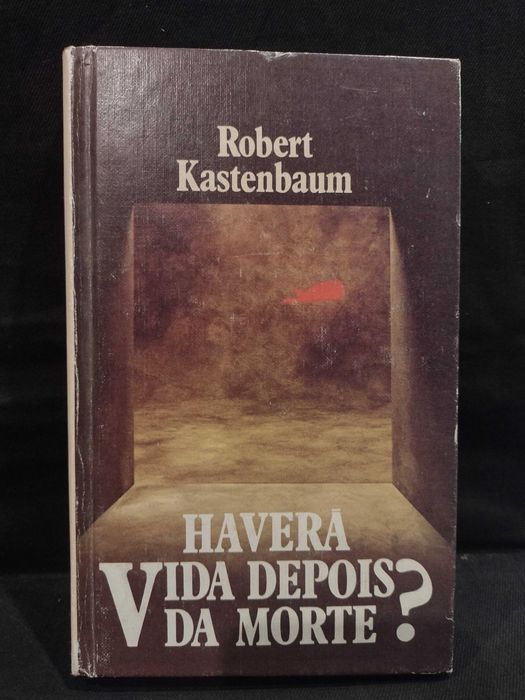 Robert
Kastenbaum
HAVERÁ
VIDA DEPOIS
DA MORTE?